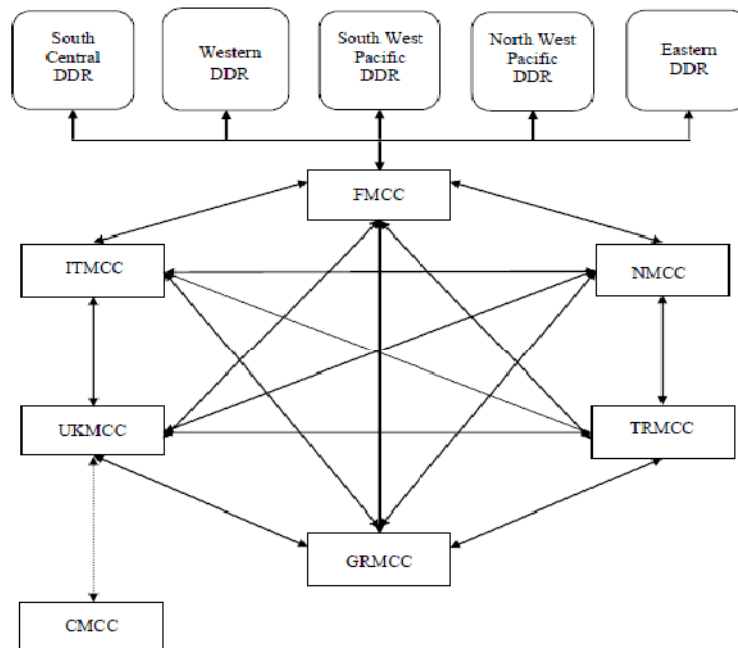 South
Central
DDR
Western
DDR
South West
Pacific
DDR
North West
Pacific
DDR
Eastern
DDR
FMCC
ITMCC
NMCC
UKMCC
TRMCC
GRMCC
CMCC